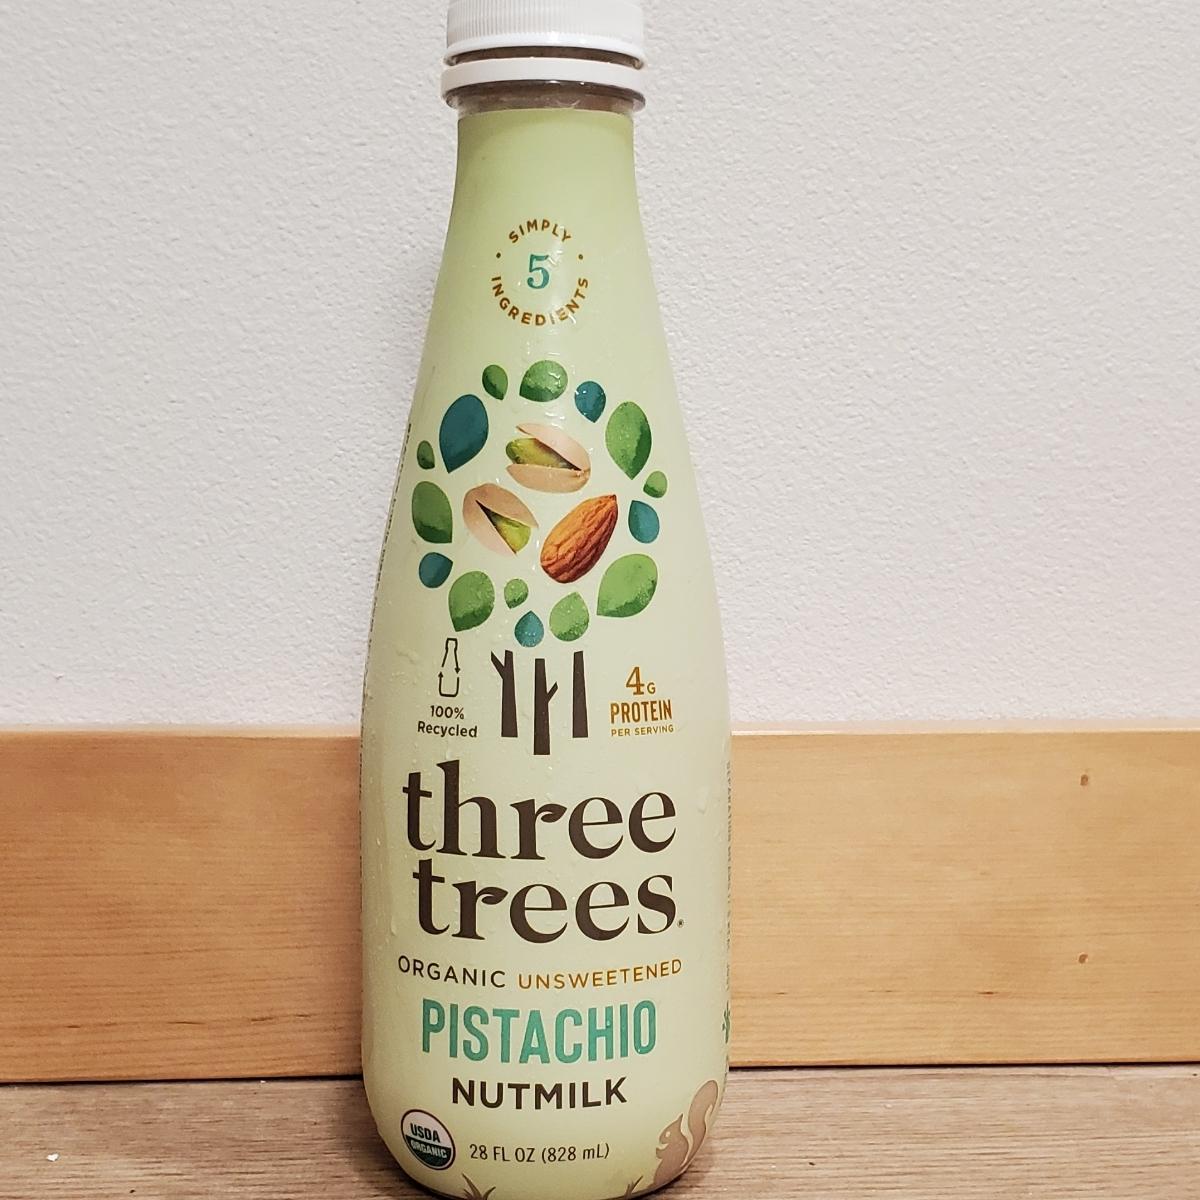 SIMPLY
5
INGREDIENTS
100%
Recycled
4G
PROTEIN
PER SERVING
three
trees®
ORGANIC UNSWEETENED
PISTACHIO
NUTMILK
USDA
ORGANIC
28 FL OZ (828 mL)